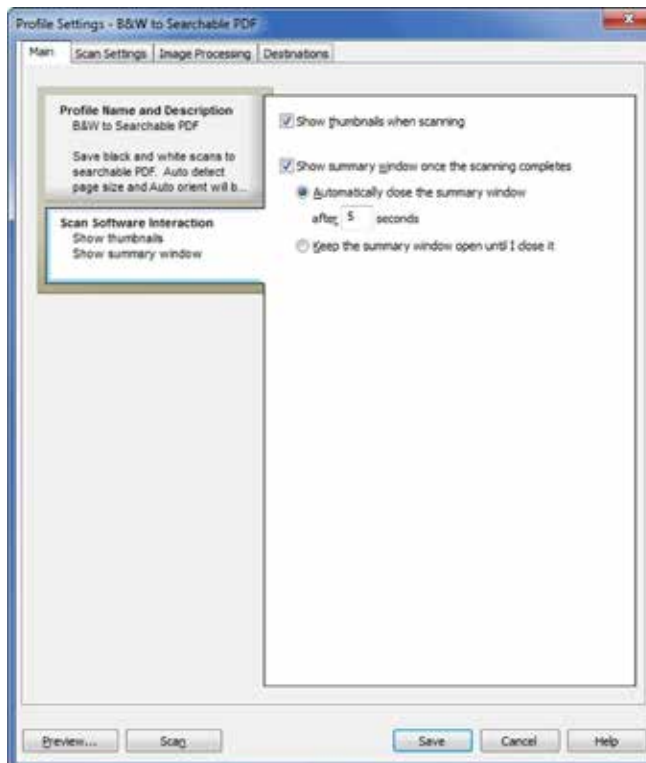 Profile Settings - B&W to Searchable PDF
Main Scan Settings Image Processing Destinations
Profile Name and Description
B&W to Searchable PDF
Save black and white scans to
searchable PDF. Auto detect
page size and Auto orient will b...
Scan Software Interaction
Show thumbnails
Show summary window
Show thumbnails when scanning
Show summary window once the scanning completes
Automatically close the summary window
after 5 seconds
Keep the summary window open until I close it
Preview... Scan Save Cancel Help